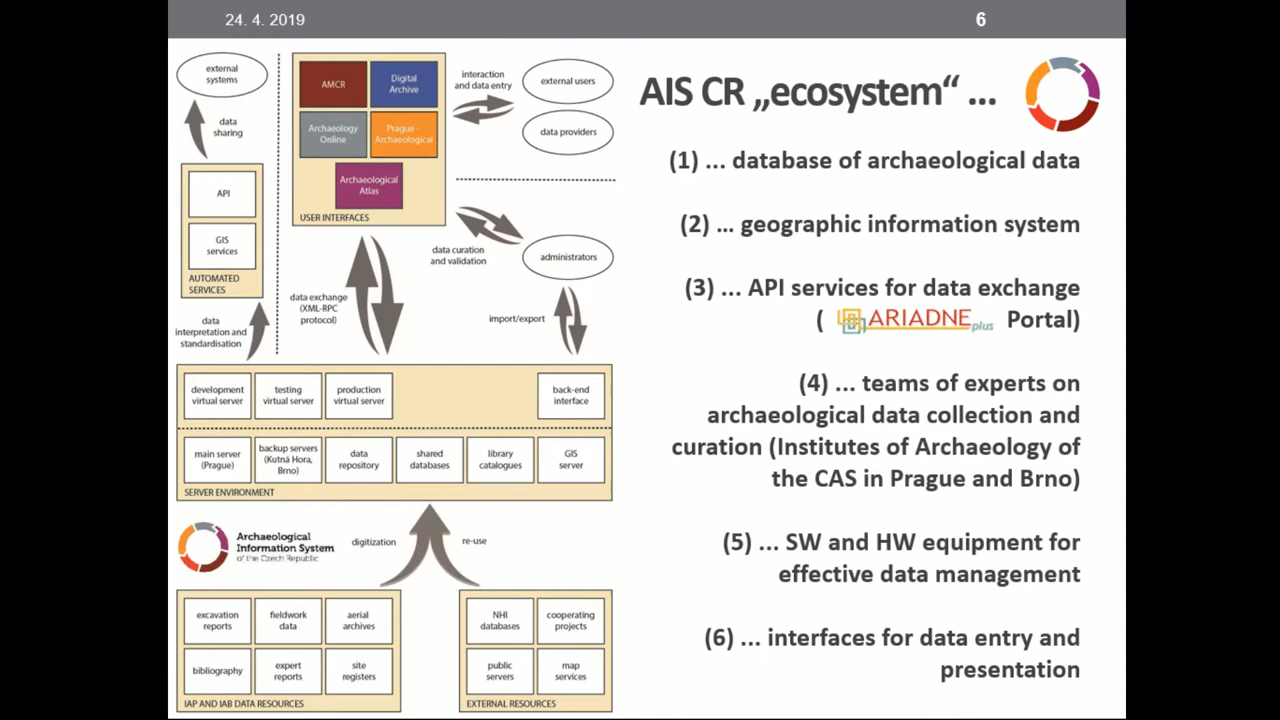 24. 4. 2019
6
external
systems
data
sharing
API
GIS
services
AUTOMATED
SERVICES
data
interpretation and
standardisation
AMCR
Digital
Archive
Archaeology
Online
Prague -
Archaeological
Archaeological
Atlas
USER INTERFACES
interaction
and data entry
external users
data providers
data curation
and validation
administrators
data exchange
(XML-RPC
protocol)
import/export
development
virtual server
testing
virtual server
production
virtual server
back-end
interface
main server
(Prague)
backup servers
(Kutná Hora,
Brno)
data
repository
shared
databases
library
catalogues
GIS
server
SERVER ENVIRONMENT
Archaeological
Information System
of the Czech Republic
digitization
re-use
excavation
reports
fieldwork
data
aerial
archives
bibliography
expert
reports
site
registers
IAP AND IAB DATA RESOURCES
NHI
databases
cooperating
projects
public
servers
map
services
EXTERNAL RESOURCES
AIS CR „ecosystem“ ...
(1) ... database of archaeological data
(2) ... geographic information system
(3) ... API services for data exchange
( ARIADNE plus Portal)
(4) ... teams of experts on
archaeological data collection and
curation (Institutes of Archaeology of
the CAS in Prague and Brno)
(5) ... SW and HW equipment for
effective data management
(6) ... interfaces for data entry and
presentation